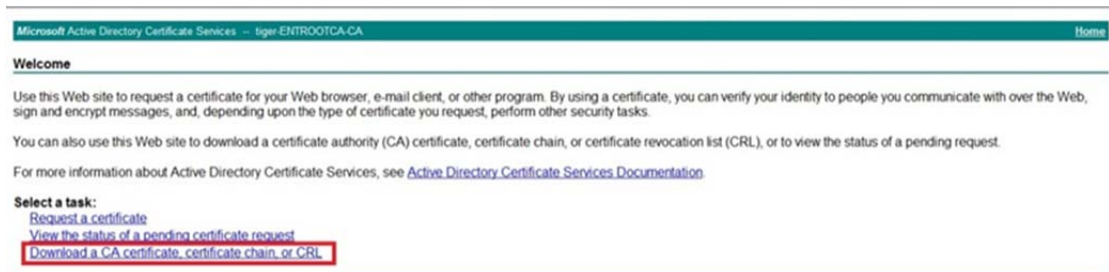 Microsoft Active Directory Certificate Services -- tiger-ENTROOTCA-CA Home
Welcome
Use this Web site to request a certificate for your Web browser, e-mail client, or other program. By using a certificate, you can verify your identity to people you communicate with over the Web,
sign and encrypt messages, and, depending upon the type of certificate you request, perform other security tasks.
You can also use this Web site to download a certificate authority (CA) certificate, certificate chain, or certificate revocation list (CRL), or to view the status of a pending request.
For more information about Active Directory Certificate Services, see Active Directory Certificate Services Documentation.
Select a task:
Request a certificate
View the status of a pending certificate request
Download a CA certificate, certificate chain, or CRL